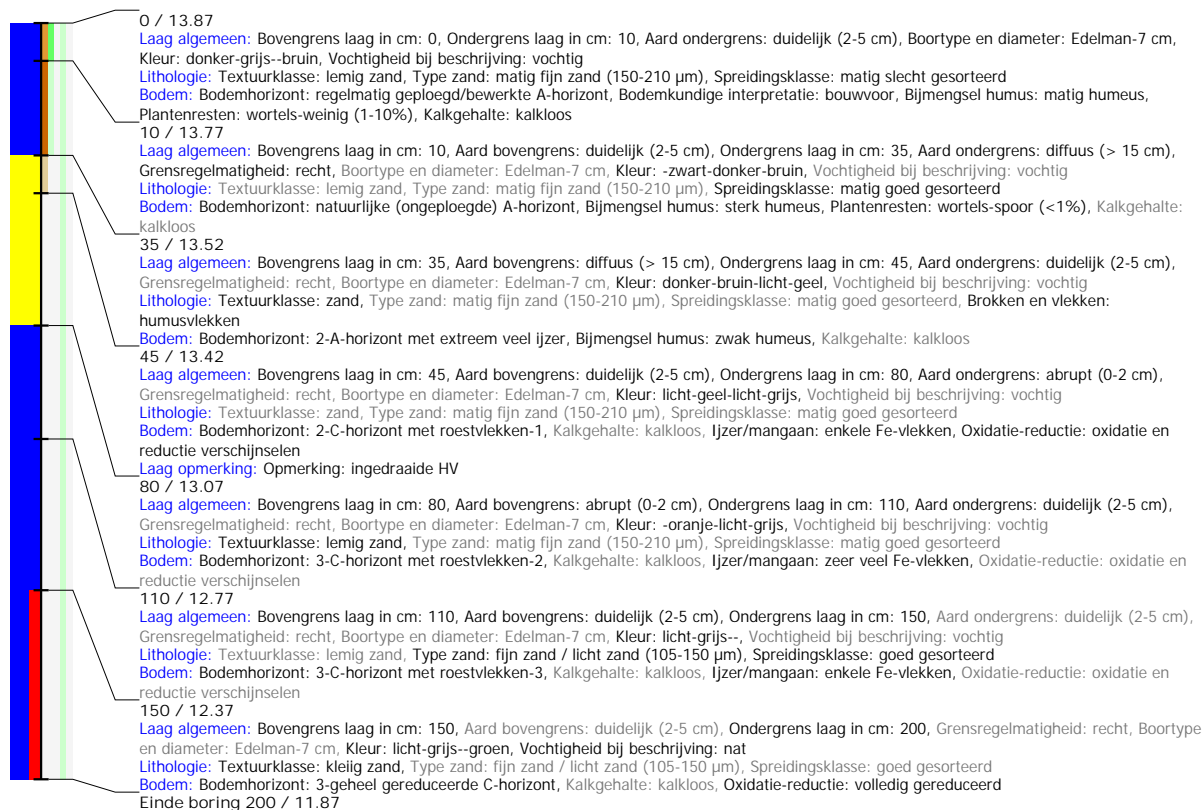 0 / 13.87
Laag algemeen: Bovengrens laag in cm: 0, Ondergrens laag in cm: 10, Aard ondergrens: duidelijk (2-5 cm), Boortype en diameter: Edelman-7 cm,
Kleur: donker-grijs--bruin, Vochtigheid bij beschrijving: vochtig
Lithologie: Textuurklasse: lemig zand, Type zand: matig fijn zand (150-210 µm), Spreidingsklasse: matig slecht gesorteerd
Bodem: Bodemhorizont: regelmatig geploegd/bewerkte A-horizont, Bodemkundige interpretatie: bouwvoor, Bijmengsel humus: matig humeus,
Plantenresten: wortels-weinig (1-10%), Kalkgehalte: kalkloos
10 / 13.77
Laag algemeen: Bovengrens laag in cm: 10, Aard bovengrens: duidelijk (2-5 cm), Ondergrens laag in cm: 35, Aard ondergrens: diffuus (> 15 cm),
Grensregelmatigheid: recht, Boortype en diameter: Edelman-7 cm, Kleur: -zwart-donker-bruin, Vochtigheid bij beschrijving: vochtig
Lithologie: Textuurklasse: lemig zand, Type zand: matig fijn zand (150-210 µm), Spreidingsklasse: matig goed gesorteerd
Bodem: Bodemhorizont: natuurlijke (ongeploegde) A-horizont, Bijmengsel humus: sterk humeus, Plantenresten: wortels-spoor (<1%), Kalkgehalte:
kalkloos
35 / 13.52
Laag algemeen: Bovengrens laag in cm: 35, Aard bovengrens: diffuus (> 15 cm), Ondergrens laag in cm: 45, Aard ondergrens: duidelijk (2-5 cm),
Grensregelmatigheid: recht, Boortype en diameter: Edelman-7 cm, Kleur: donker-bruin-licht-geel, Vochtigheid bij beschrijving: vochtig
Lithologie: Textuurklasse: zand, Type zand: matig fijn zand (150-210 µm), Spreidingsklasse: matig goed gesorteerd, Brokken en vlekken:
humusvlekken
Bodem: Bodemhorizont: 2-A-horizont met extreem veel ijzer, Bijmengsel humus: zwak humeus, Kalkgehalte: kalkloos
45 / 13.42
Laag algemeen: Bovengrens laag in cm: 45, Aard bovengrens: duidelijk (2-5 cm), Ondergrens laag in cm: 80, Aard ondergrens: abrupt (0-2 cm),
Grensregelmatigheid: recht, Boortype en diameter: Edelman-7 cm, Kleur: licht-geel-licht-grijs, Vochtigheid bij beschrijving: vochtig
Lithologie: Textuurklasse: zand, Type zand: matig fijn zand (150-210 µm), Spreidingsklasse: matig goed gesorteerd
Bodem: Bodemhorizont: 2-C-horizont met roestvlekken-1, Kalkgehalte: kalkloos, Ijzer/mangaan: enkele Fe-vlekken, Oxidatie-reductie: oxidatie en
reductie verschijnselen
Laag opmerking: Opmerking: ingedraaide HV
80 / 13.07
Laag algemeen: Bovengrens laag in cm: 80, Aard bovengrens: abrupt (0-2 cm), Ondergrens laag in cm: 110, Aard ondergrens: duidelijk (2-5 cm),
Grensregelmatigheid: recht, Boortype en diameter: Edelman-7 cm, Kleur: -oranje-licht-grijs, Vochtigheid bij beschrijving: vochtig
Lithologie: Textuurklasse: lemig zand, Type zand: matig fijn zand (150-210 µm), Spreidingsklasse: matig goed gesorteerd
Bodem: Bodemhorizont: 3-C-horizont met roestvlekken-2, Kalkgehalte: kalkloos, Ijzer/mangaan: zeer veel Fe-vlekken, Oxidatie-reductie: oxidatie en
reductie verschijnselen
110 / 12.77
Laag algemeen: Bovengrens laag in cm: 110, Aard bovengrens: duidelijk (2-5 cm), Ondergrens laag in cm: 150, Aard ondergrens: duidelijk (2-5 cm),
Grensregelmatigheid: recht, Boortype en diameter: Edelman-7 cm, Kleur: licht-grijs--, Vochtigheid bij beschrijving: vochtig
Lithologie: Textuurklasse: lemig zand, Type zand: fijn zand / licht zand (105-150 µm), Spreidingsklasse: goed gesorteerd
Bodem: Bodemhorizont: 3-C-horizont met roestvlekken-3, Kalkgehalte: kalkloos, Ijzer/mangaan: enkele Fe-vlekken, Oxidatie-reductie: oxidatie en
reductie verschijnselen
150 / 12.37
Laag algemeen: Bovengrens laag in cm: 150, Aard bovengrens: duidelijk (2-5 cm), Ondergrens laag in cm: 200, Grensregelmatigheid: recht, Boortype
en diameter: Edelman-7 cm, Kleur: licht-grijs--groen, Vochtigheid bij beschrijving: nat
Lithologie: Textuurklasse: kleiig zand, Type zand: fijn zand / licht zand (105-150 µm), Spreidingsklasse: goed gesorteerd
Bodem: Bodemhorizont: 3-geheel gereduceerde C-horizont, Kalkgehalte: kalkloos, Oxidatie-reductie: volledig gereduceerd
Einde boring 200 / 11.87